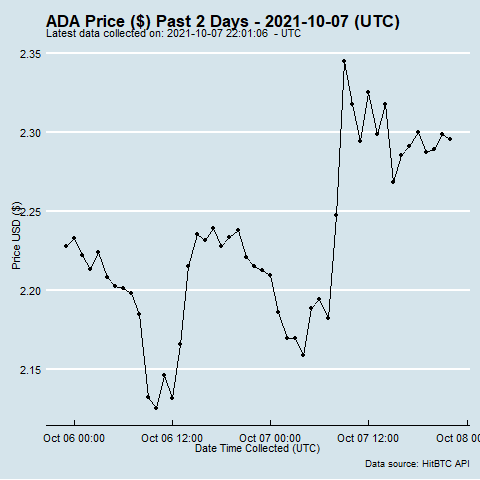 ADA Price ($) Past 2 Days - 2021-10-07 (UTC)
Latest data collected on: 2021-10-07 22:01:06  - UTC
2.35
2.30
2.25
2.20
2.15
Price USD ($)
Oct 06 00:00 Oct 06 12:00 Oct 07 00:00 Oct 07 12:00 Oct 08 0
Date Time Collected (UTC)
Data source: HitBTC API